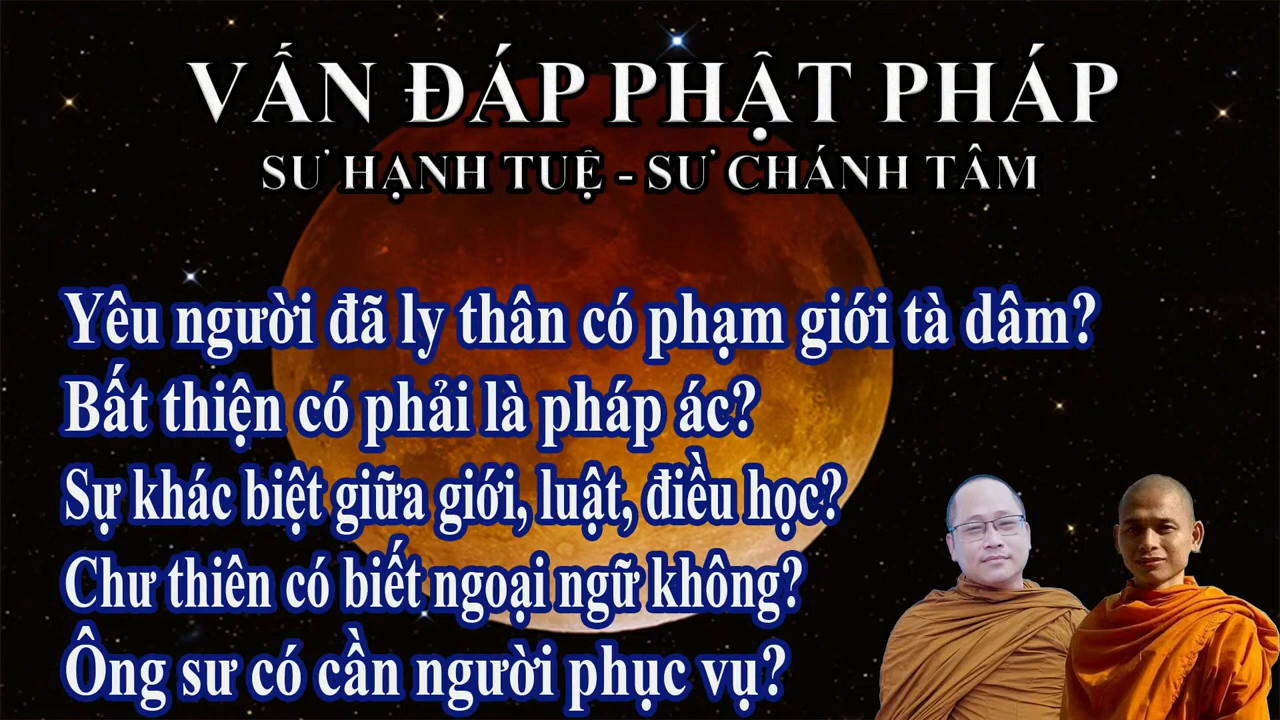 VẤN ĐÁP PHẬT PHÁP
SƯ HẠNH TUỆ - SƯ CHÁNH TÂM
Yêu người đã ly thân có phạm giới tà dâm?
Bất thiện có phải là pháp ác?
Sự khác biệt giữa giới, luật, điều học?
Chư thiên có biết ngoại ngữ không?
Ông sư có cần người phục vụ?